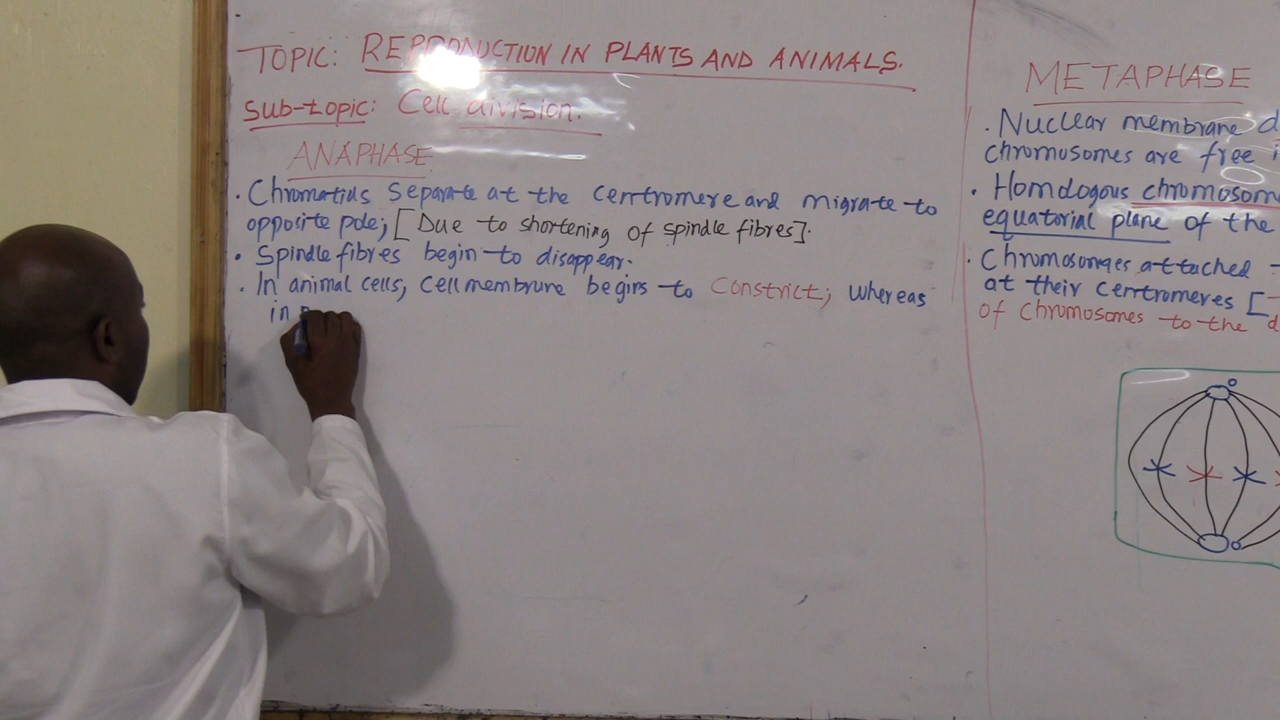 TOPIC: REPRODUCTION IN PLANTS AND ANIMALS.
Sub-topic: Cell division.
ANAPHASE
• Chromatids separate at the centromere and migrate to
opposite pole; [Due to shortening of spindle fibres].
• Spindle fibres begin to disappear.
• In animal cells, cell membrane begins to constrict; whereas
in
METAPHASE
• Nuclear membrane d
chromosomes are free i
• Homologous chromosom
equatorial plane of the
• Chromosomes attached
at their centromeres [
of chromosomes to the d